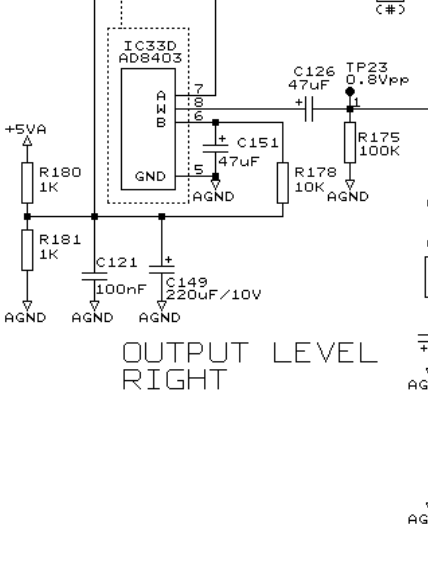 (#)
IC33D
AD8403
C126
47uF
TP23
0.8Vpp
A
W
B
7
8
6
+
1
+5VA
R180
1K
+
C151
47uF
R175
100K
GND
5
AGND
R178
10K
AGND
R181
1K
C121
100nF
+
C149
220uF/10V
AGND
AGND
AGND
OUTPUT LEVEL
RIGHT
+
AG
AG